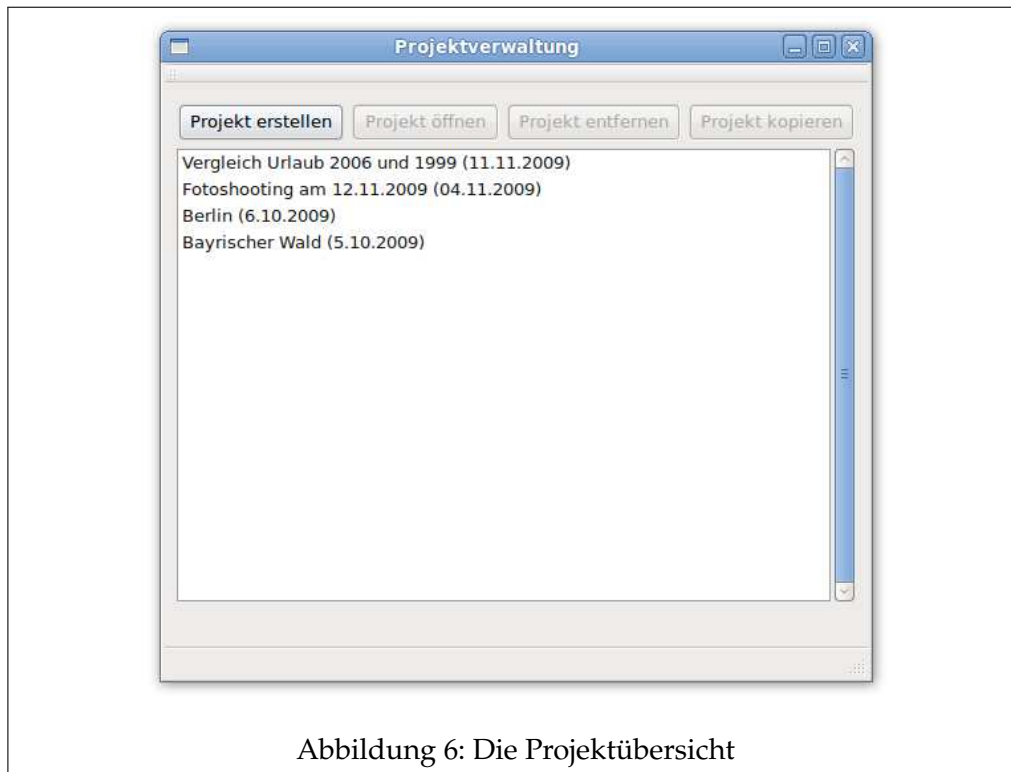 Projektverwaltung
Projekt erstellen Projekt öffnen Projekt entfernen Projekt kopieren
Vergleich Urlaub 2006 und 1999 (11.11.2009)
Fotoshooting am 12.11.2009 (04.11.2009)
Berlin (6.10.2009)
Bayrischer Wald (5.10.2009)
Abbildung 6: Die Projektübersicht